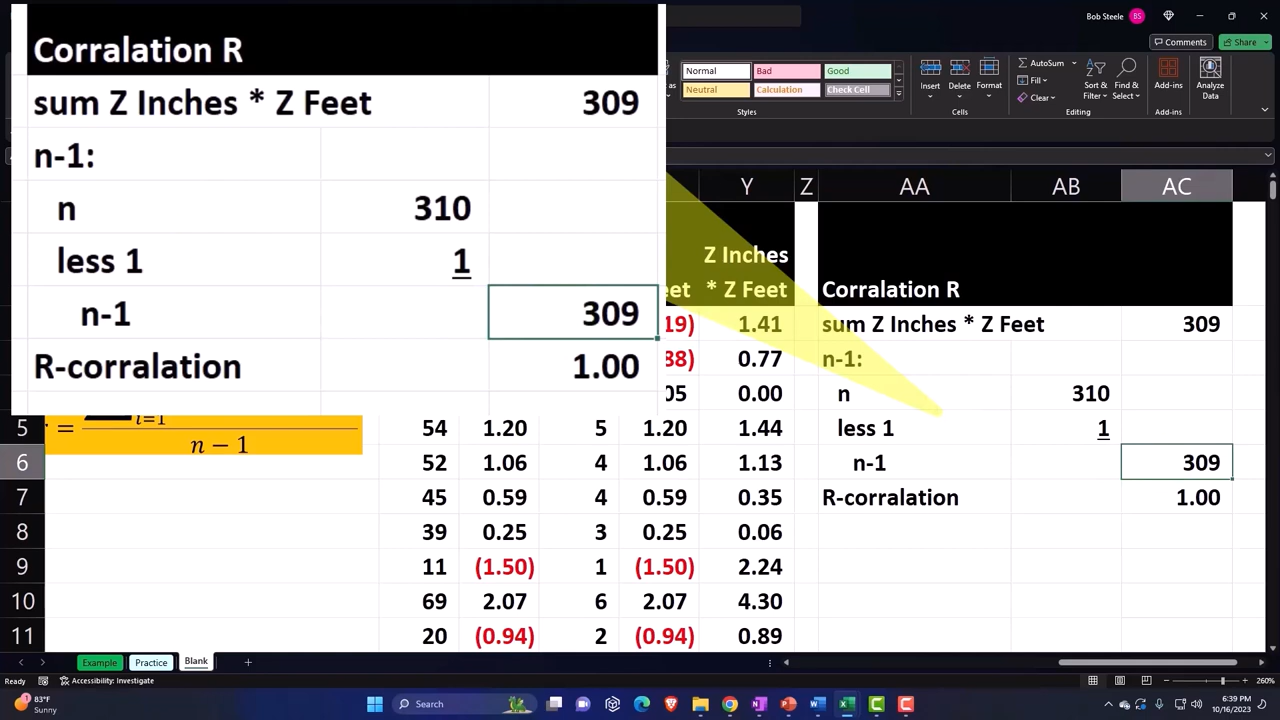 Bob Steele BS
Comments Share
Normal Bad Good
Neutral Calculation Check Cell
Styles
Insert Delete Format
Cells
AutoSum
Fill
Clear
Sort & Filter
Find & Select
Editing
Add-ins
Add-ins
Analyze Data
Corralation R
sum Z Inches * Z Feet 309
n-1:
n 310
less 1 1
n-1 309
R-corralation 1.00
Y Z AA AB AC
Z Inches * Z Feet Corralation R
1.41 sum Z Inches * Z Feet 309
0.77 n-1:
0.00 n 310
5 54 1.20 5 1.20 1.44 less 1 1
6 52 1.06 4 1.06 1.13 n-1 309
7 45 0.59 4 0.59 0.35 R-corralation 1.00
8 39 0.25 3 0.25 0.06
9 11 (1.50) 1 (1.50) 2.24
10 69 2.07 6 2.07 4.30
11 20 (0.94) 2 (0.94) 0.89
i=1
=
n − 1
Example Practice Blank +
Ready Accessibility: Investigate 260%
83°F
Sunny
Search
6:39 PM
10/16/2023